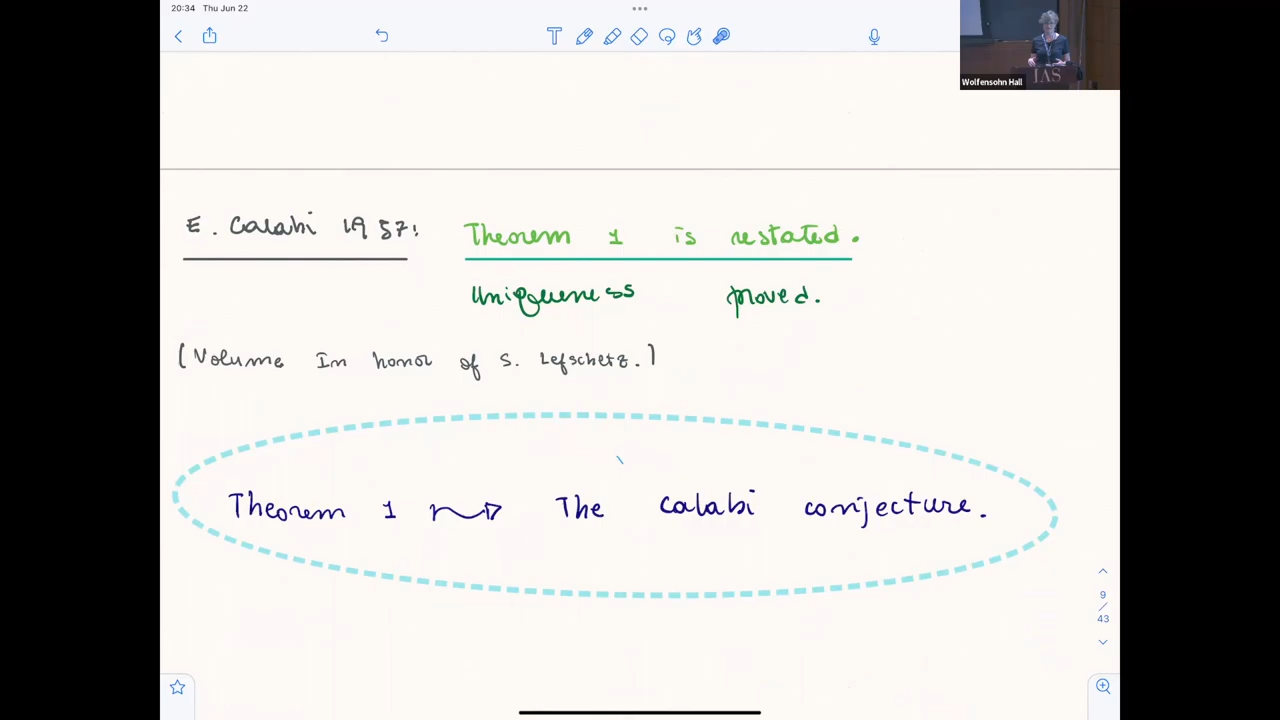 20:34 Thu Jun 22
IAS
Wolfensohn Hall
E. Calabi 1957:
Theorem 1 is restated.
Uniqueness proved.
(Volume In honor of S. Lefschetz.)
Theorem 1 ⇝ The Calabi conjecture.
9
/
43